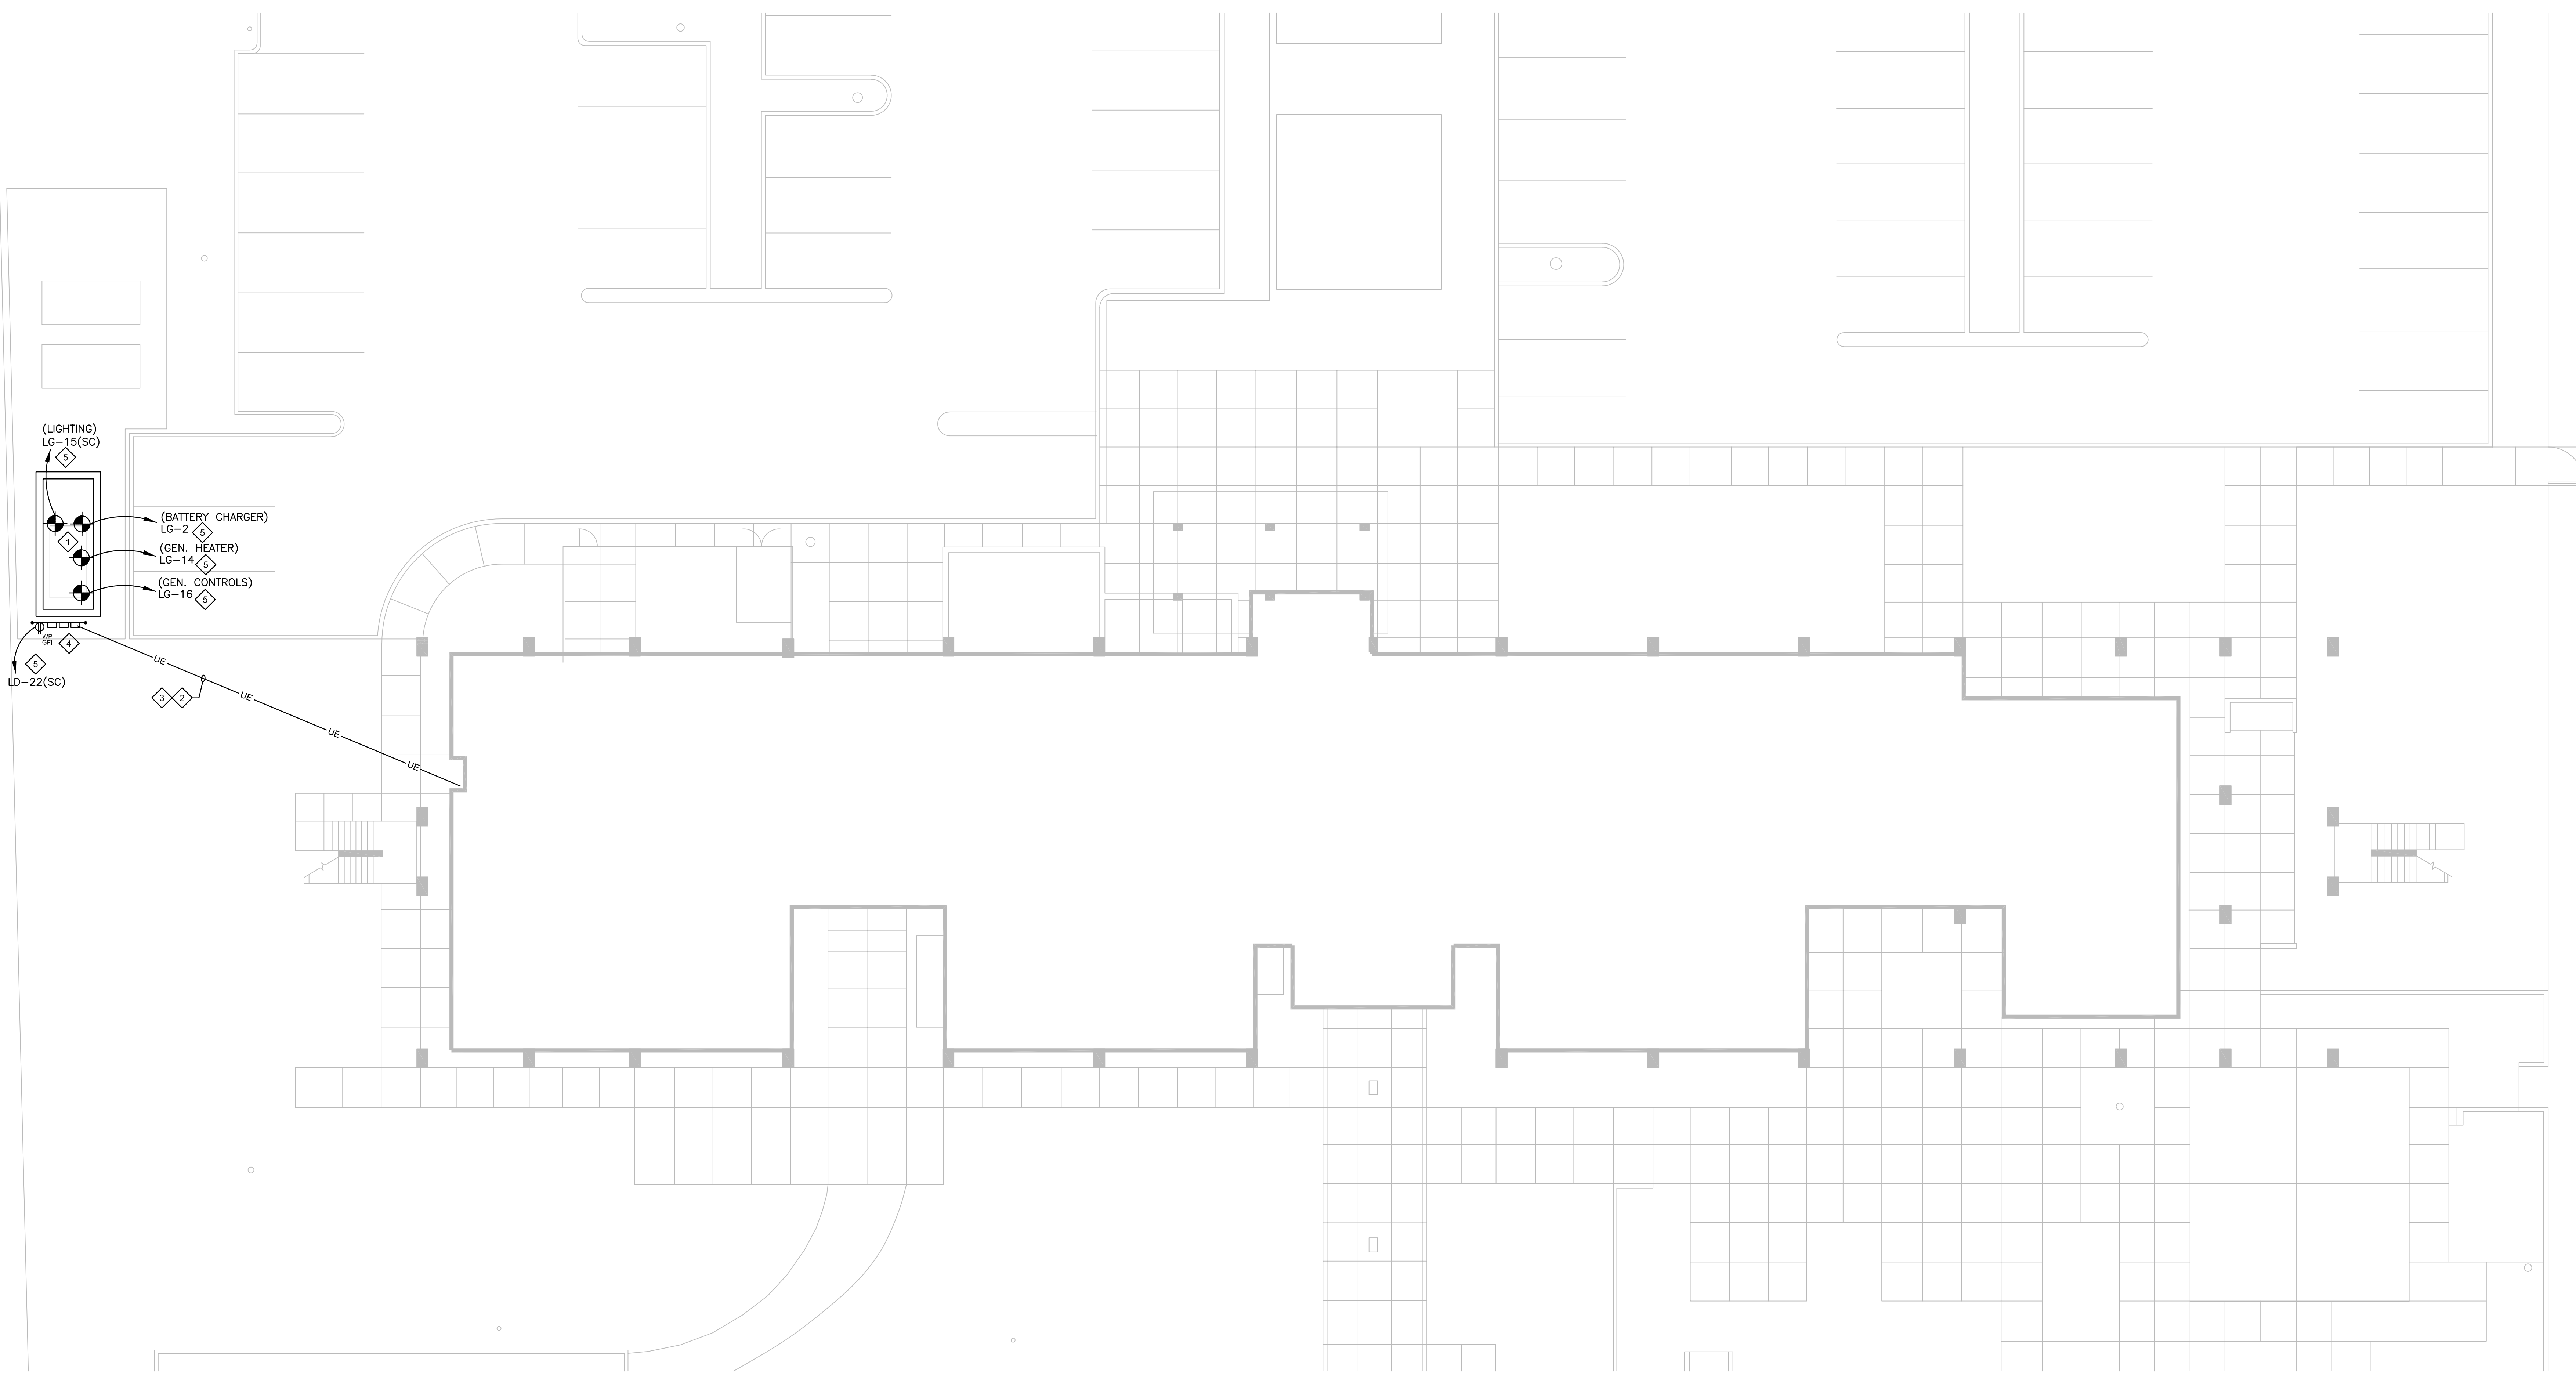 (LIGHTING)
LG-15(SC)
5
(BATTERY CHARGER)
LG-2 5
1
(GEN. HEATER)
LG-14 5
(GEN. CONTROLS)
LG-16 5
WP
GFI
4
5
LD-22(SC)
3 2
UE
UE
UE
UE